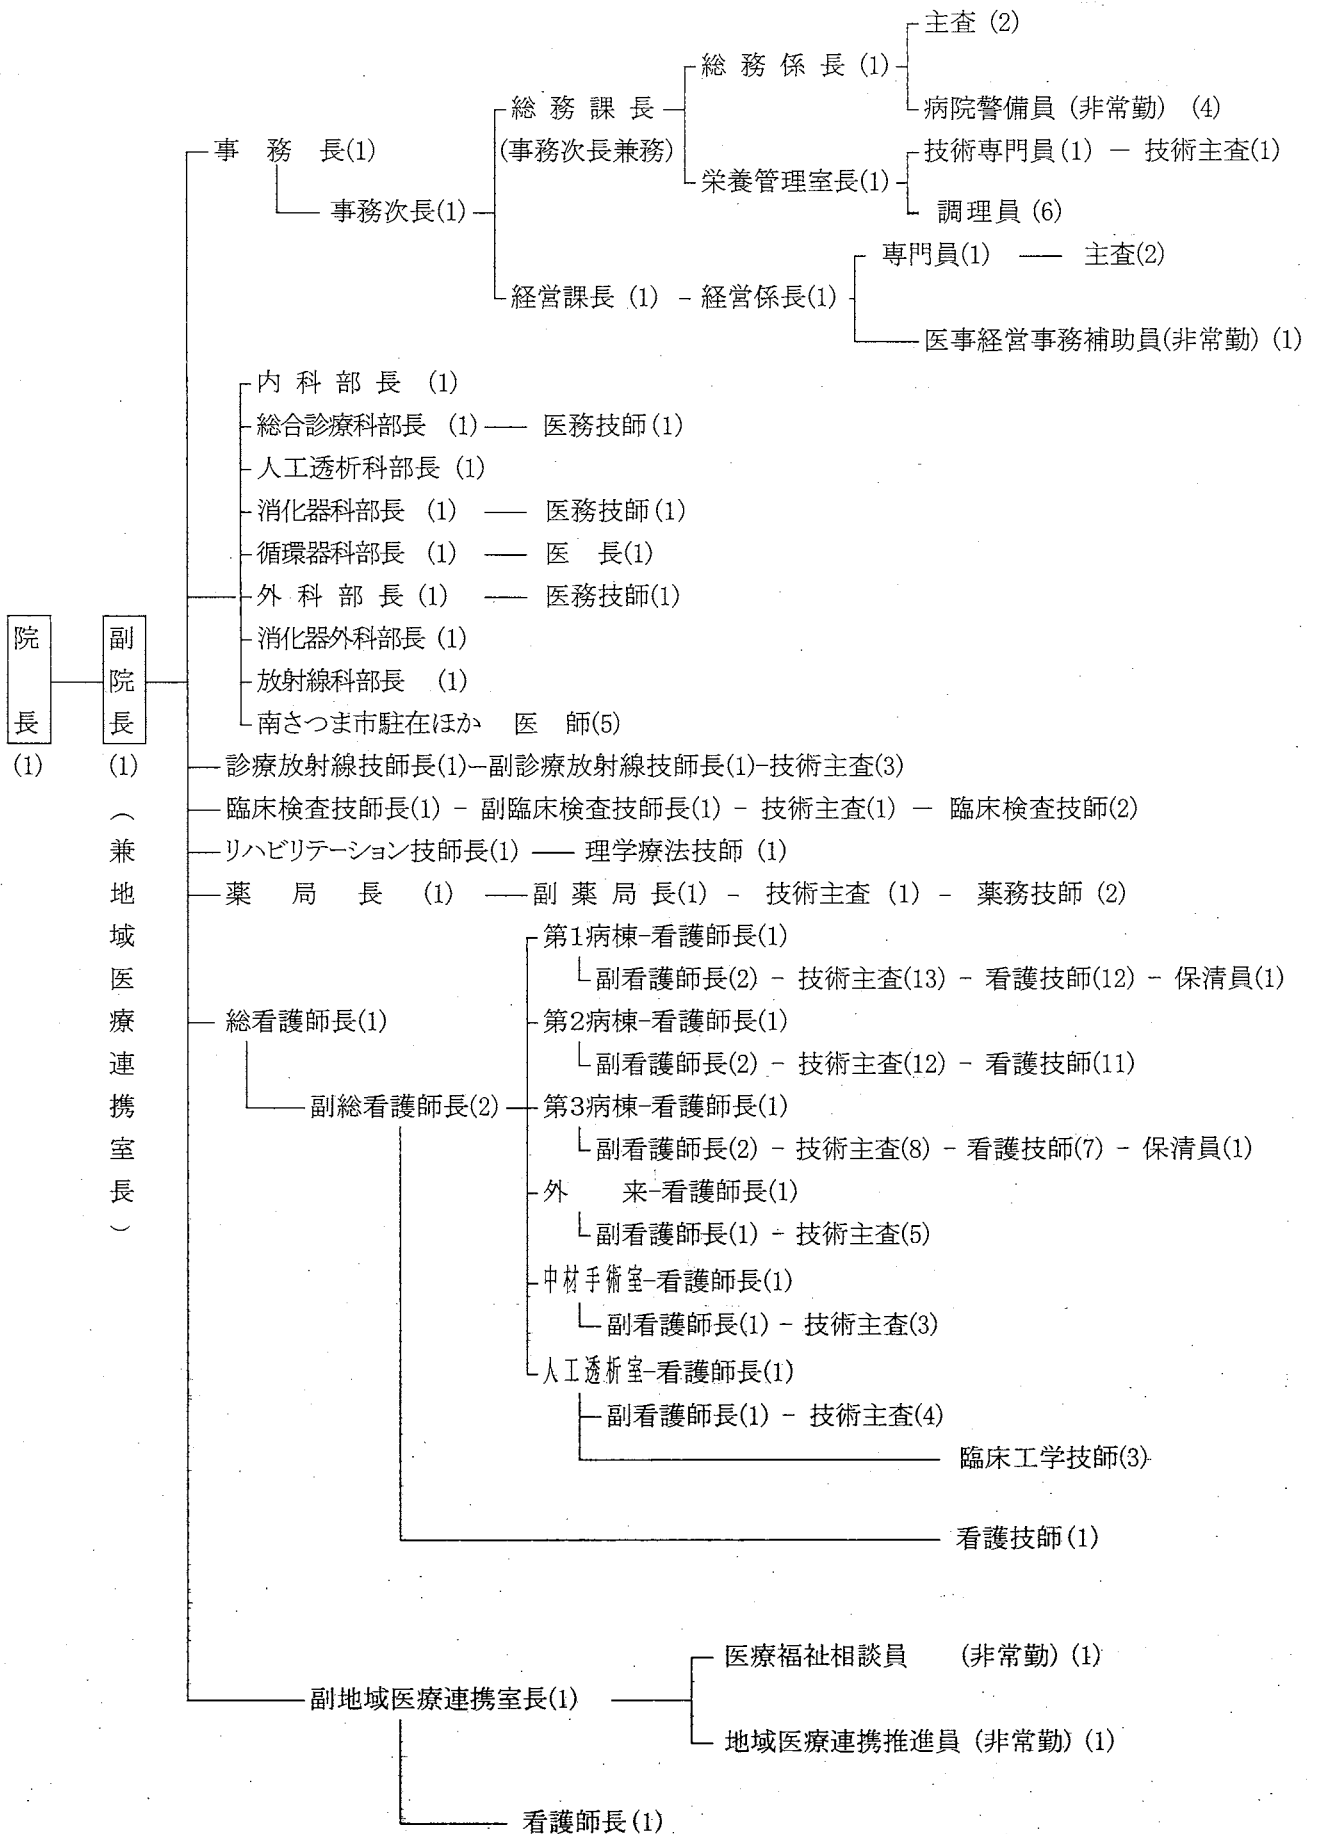 主査 (2)
総務係長 (1)
総務課長
病院警備員 (非常勤) (4)
事務長(1)
(事務次長兼務)
技術専門員(1) － 技術主査(1)
栄養管理室長(1)
事務次長(1)
調理員 (6)
専門員(1) ― 主査(2)
経営課長 (1) － 経営係長(1)
医事経営事務補助員(非常勤) (1)
内科部長 (1)
総合診療科部長 (1) ― 医務技師(1)
人工透析科部長 (1)
消化器科部長 (1) ― 医務技師(1)
循環器科部長 (1) ― 医長(1)
外科部長 (1) ― 医務技師(1)
院長
(1)
副院長
(1)
(兼地域医療連携室長)
消化器外科部長 (1)
放射線科部長 (1)
南さつま市駐在ほか 医師(5)
診療放射線技師長(1)－副診療放射線技師長(1)－技術主査(3)
臨床検査技師長(1) － 副臨床検査技師長(1) － 技術主査(1) － 臨床検査技師(2)
リハビリテーション技師長(1) ― 理学療法技師 (1)
薬局長 (1) ― 副薬局長(1) － 技術主査 (1) － 薬務技師 (2)
第1病棟-看護師長(1)
副看護師長(2) － 技術主査(13) － 看護技師(12) － 保清員(1)
総看護師長(1)
第2病棟-看護師長(1)
副看護師長(2) － 技術主査(12) － 看護技師(11)
副総看護師長(2)
第3病棟-看護師長(1)
副看護師長(2) － 技術主査(8) － 看護技師(7) － 保清員(1)
外来-看護師長(1)
副看護師長(1) － 技術主査(5)
中材手術室-看護師長(1)
副看護師長(1) － 技術主査(3)
人工透析室-看護師長(1)
副看護師長(1) － 技術主査(4)
臨床工学技師(3)
看護技師(1)
医療福祉相談員 (非常勤) (1)
副地域医療連携室長(1)
地域医療連携推進員 (非常勤) (1)
看護師長(1)